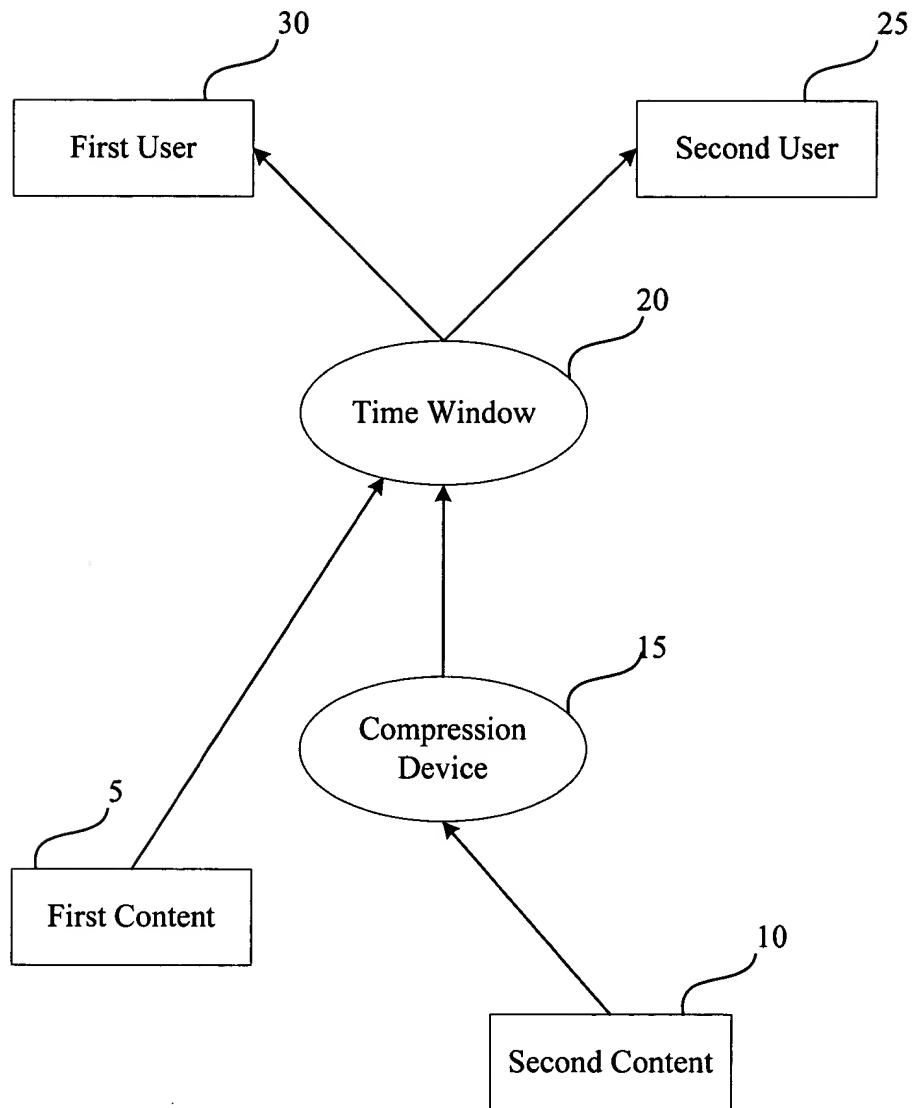 30
25
First User
Second User
20
Time Window
15
Compression
Device
5
First Content
10
Second Content